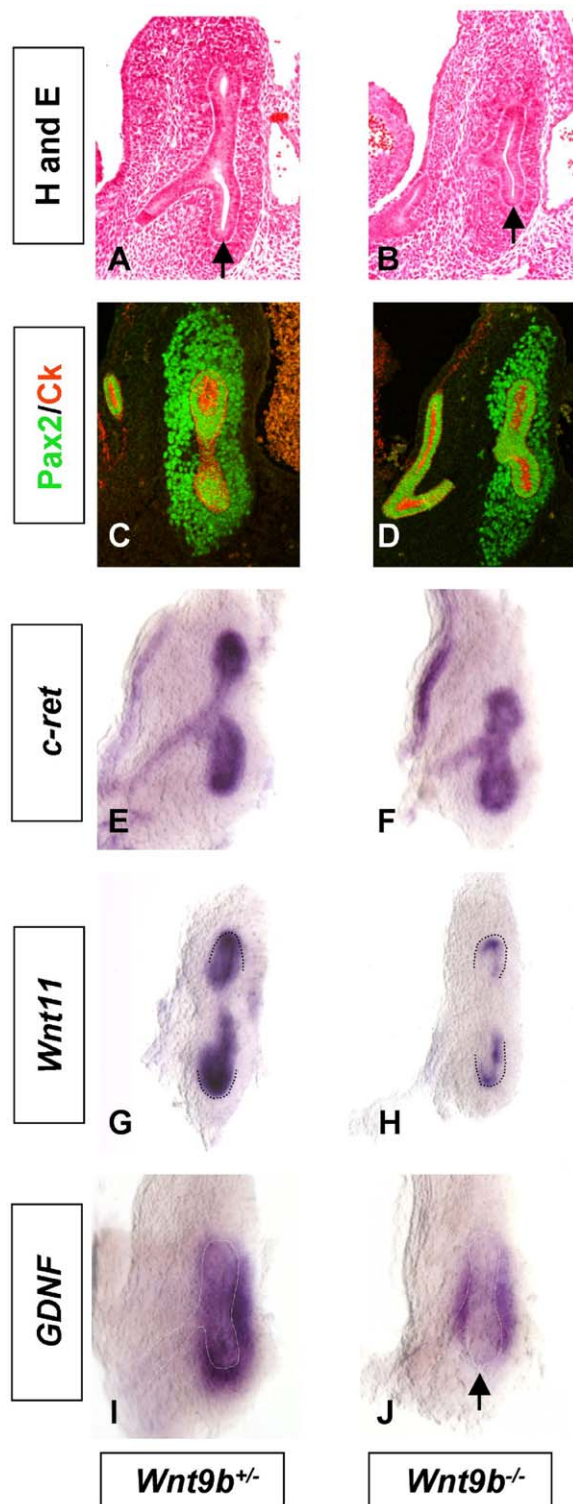 H and E
A
B
Pax2/Ck
C
D
c-ret
E
F
Wnt11
G
H
GDNF
I
J
Wnt9b+/-
Wnt9b-/-